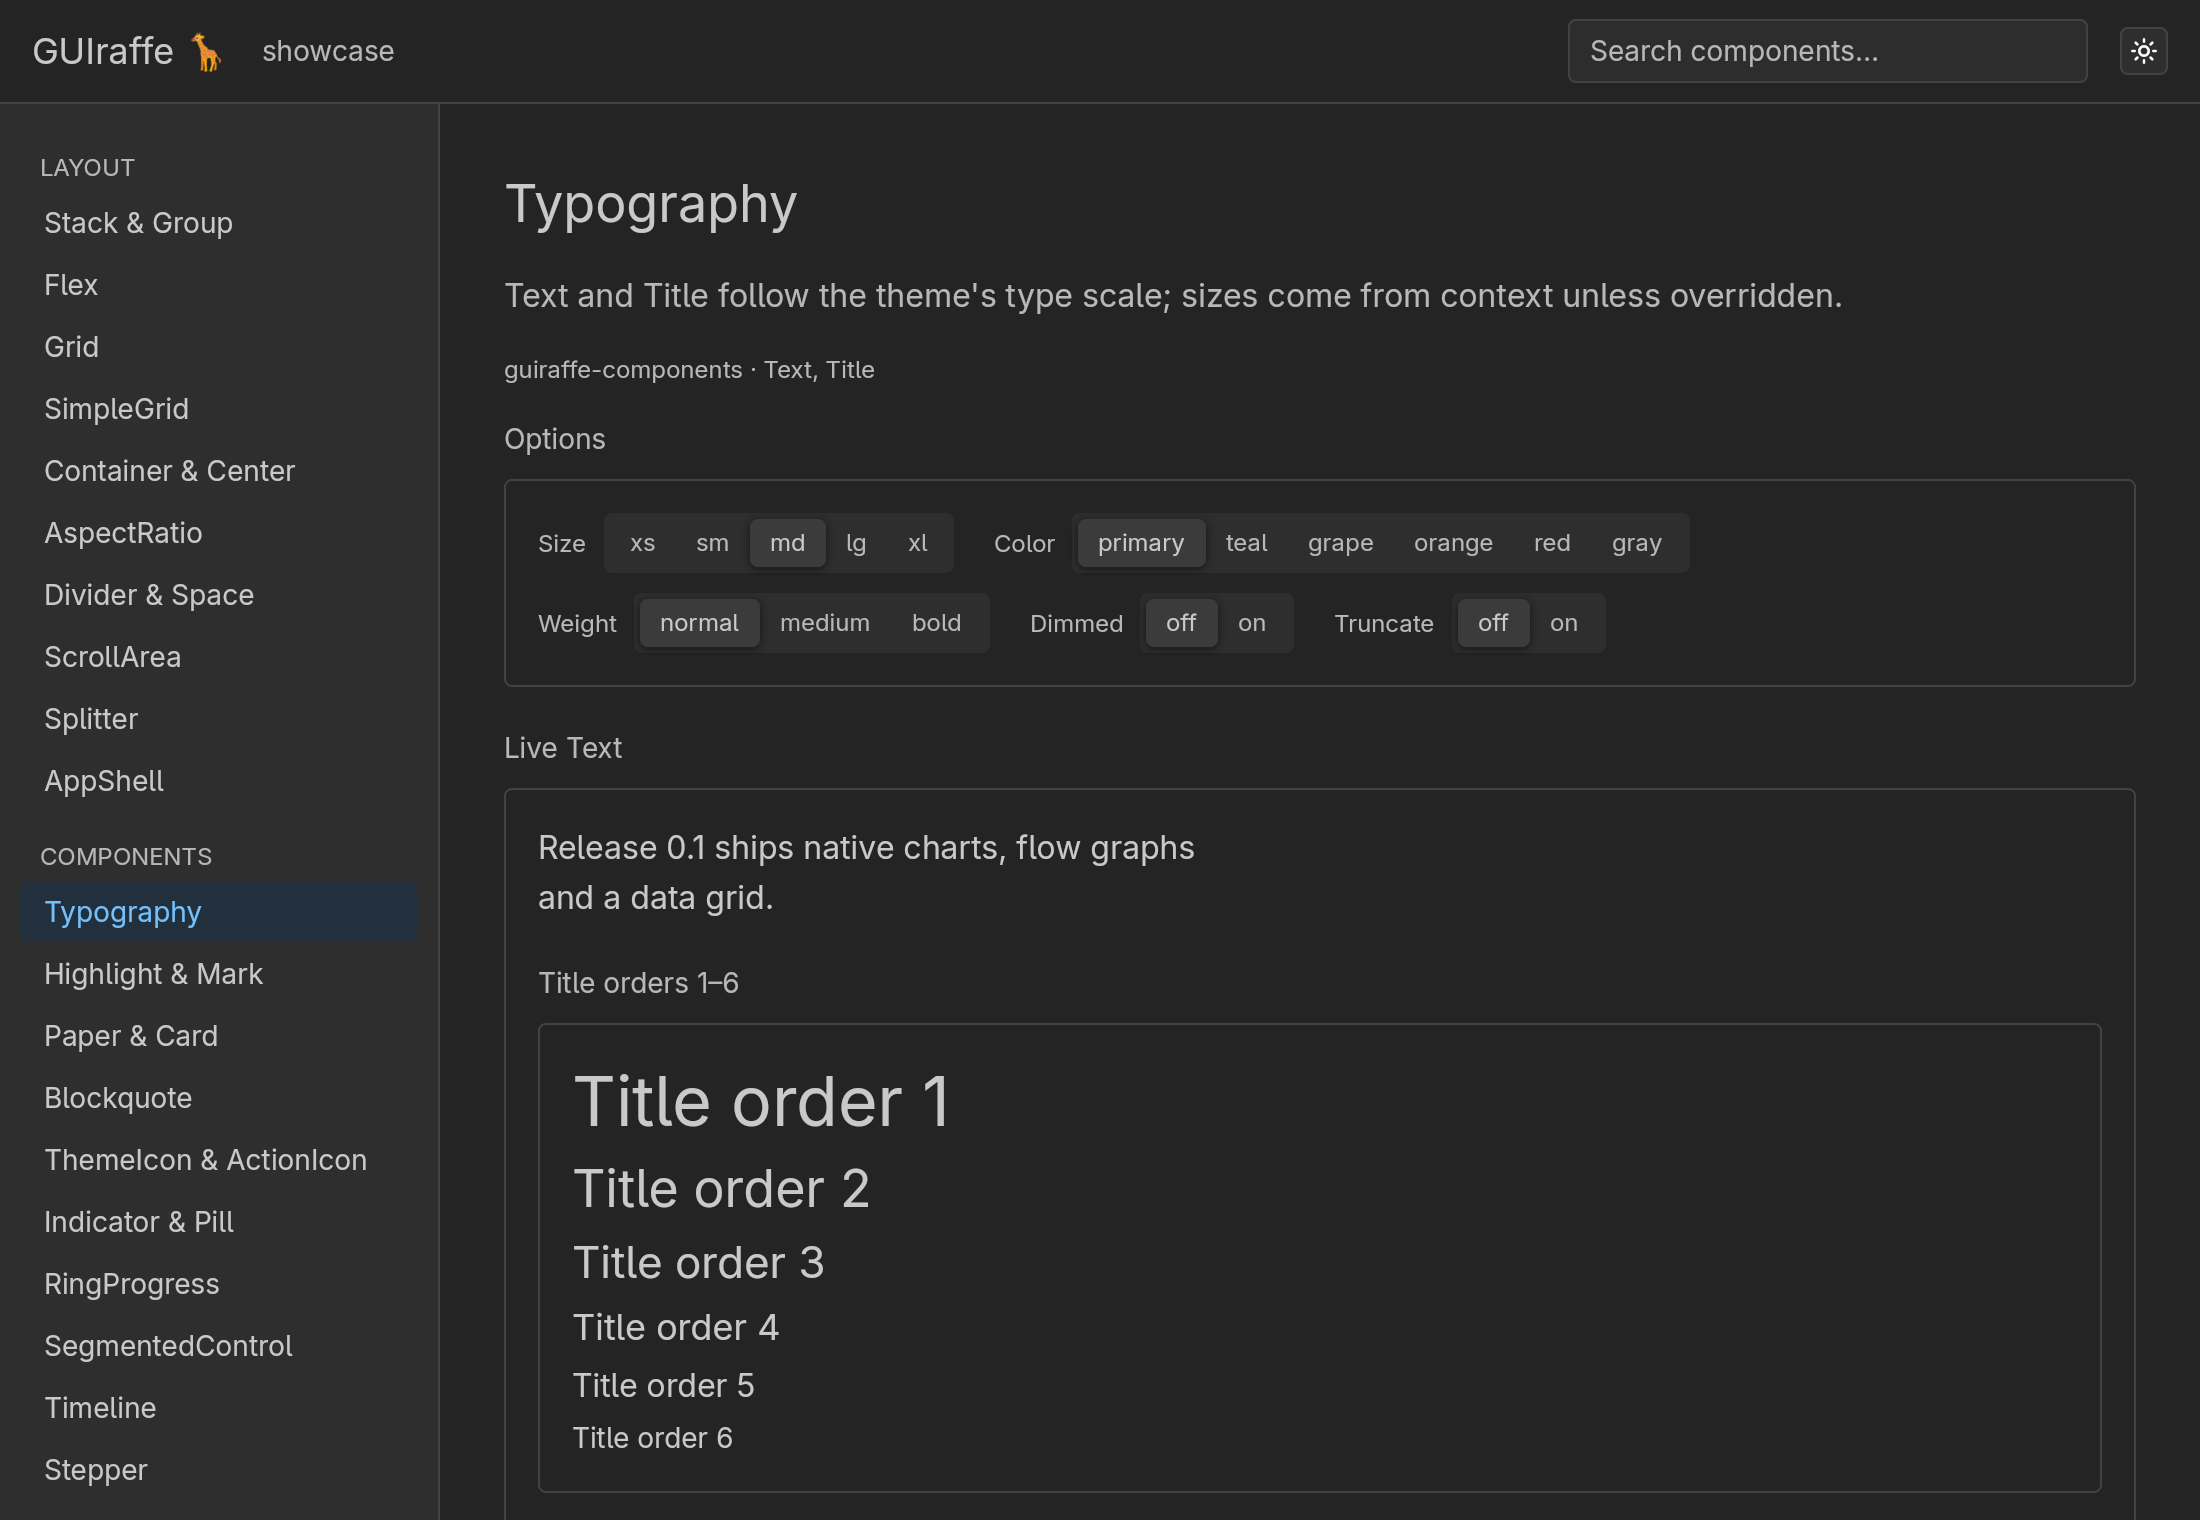 GUIraffe 🦒 showcase
Search components...
LAYOUT
Stack & Group
Flex
Grid
SimpleGrid
Container & Center
AspectRatio
Divider & Space
ScrollArea
Splitter
AppShell
COMPONENTS
Typography
Highlight & Mark
Paper & Card
Blockquote
ThemeIcon & ActionIcon
Indicator & Pill
RingProgress
SegmentedControl
Timeline
Stepper
Typography
Text and Title follow the theme's type scale; sizes come from context unless overridden.
guiraffe-components · Text, Title
Options
Size xs sm md lg xl Color primary teal grape orange red gray
Weight normal medium bold Dimmed off on Truncate off on
Live Text
Release 0.1 ships native charts, flow graphs
and a data grid.
Title orders 1–6
Title order 1
Title order 2
Title order 3
Title order 4
Title order 5
Title order 6